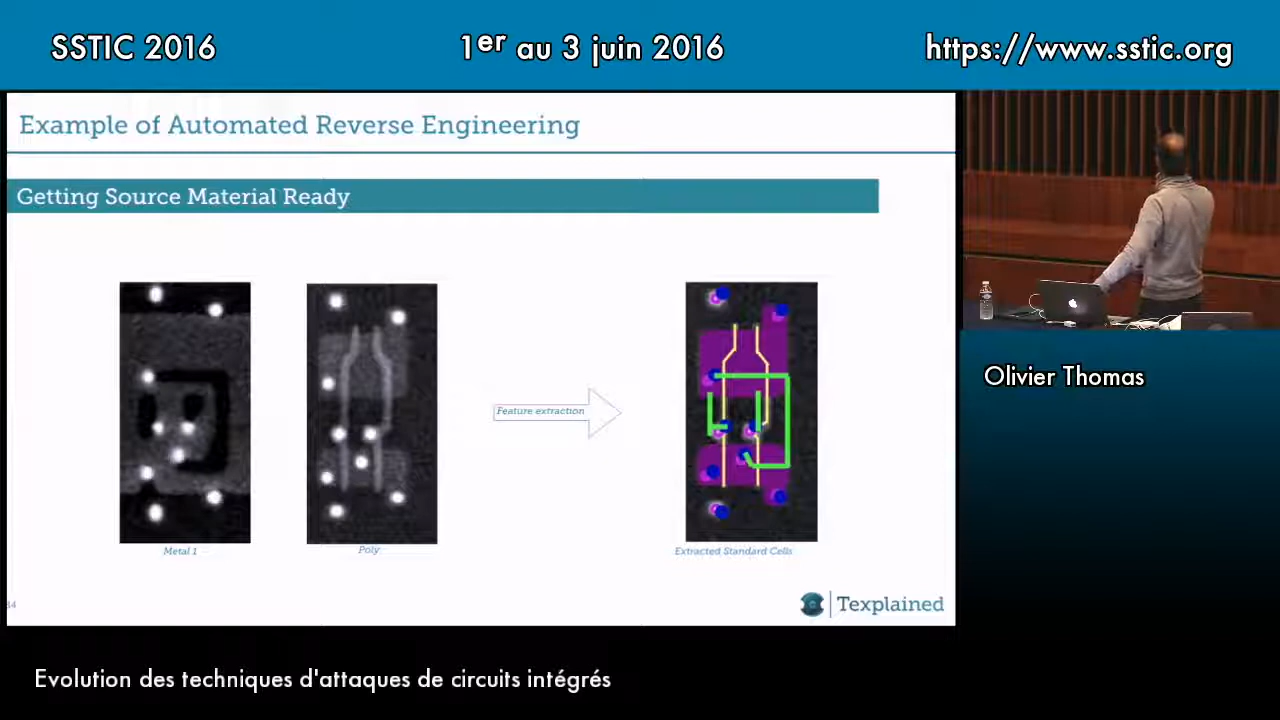 SSTIC 2016
1er au 3 juin 2016
https://www.sstic.org
Example of Automated Reverse Engineering
Getting Source Material Ready
Feature extraction
Metal 1
Poly
Extracted Standard Cells
Texplained
Olivier Thomas
Evolution des techniques d'attaques de circuits intégrés